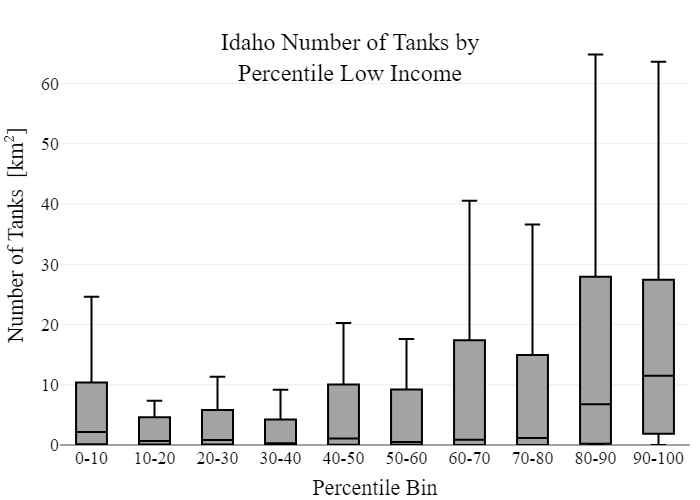 Idaho Number of Tanks by
Percentile Low Income
Number of Tanks [km²]
60
50
40
30
20
10
0
0-10 10-20 20-30 30-40 40-50 50-60 60-70 70-80 80-90 90-100
Percentile Bin